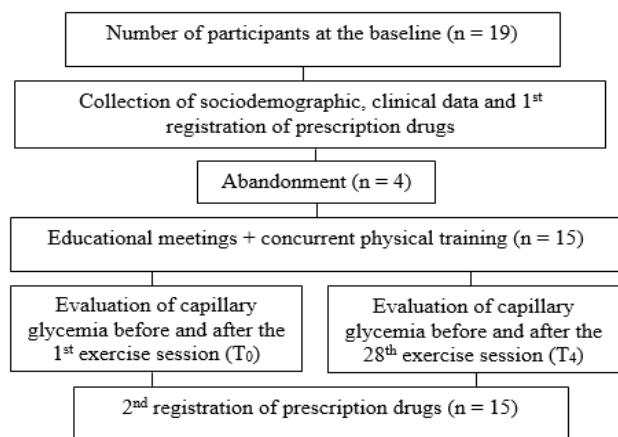 Number of participants at the baseline (n = 19)
Collection of sociodemographic, clinical data and 1st
registration of prescription drugs
Abandonment (n = 4)
Educational meetings + concurrent physical training (n = 15)
Evaluation of capillary
glycemia before and after the
1st exercise session (T0)
Evaluation of capillary
glycemia before and after the
28th exercise session (T4)
2nd registration of prescription drugs (n = 15)